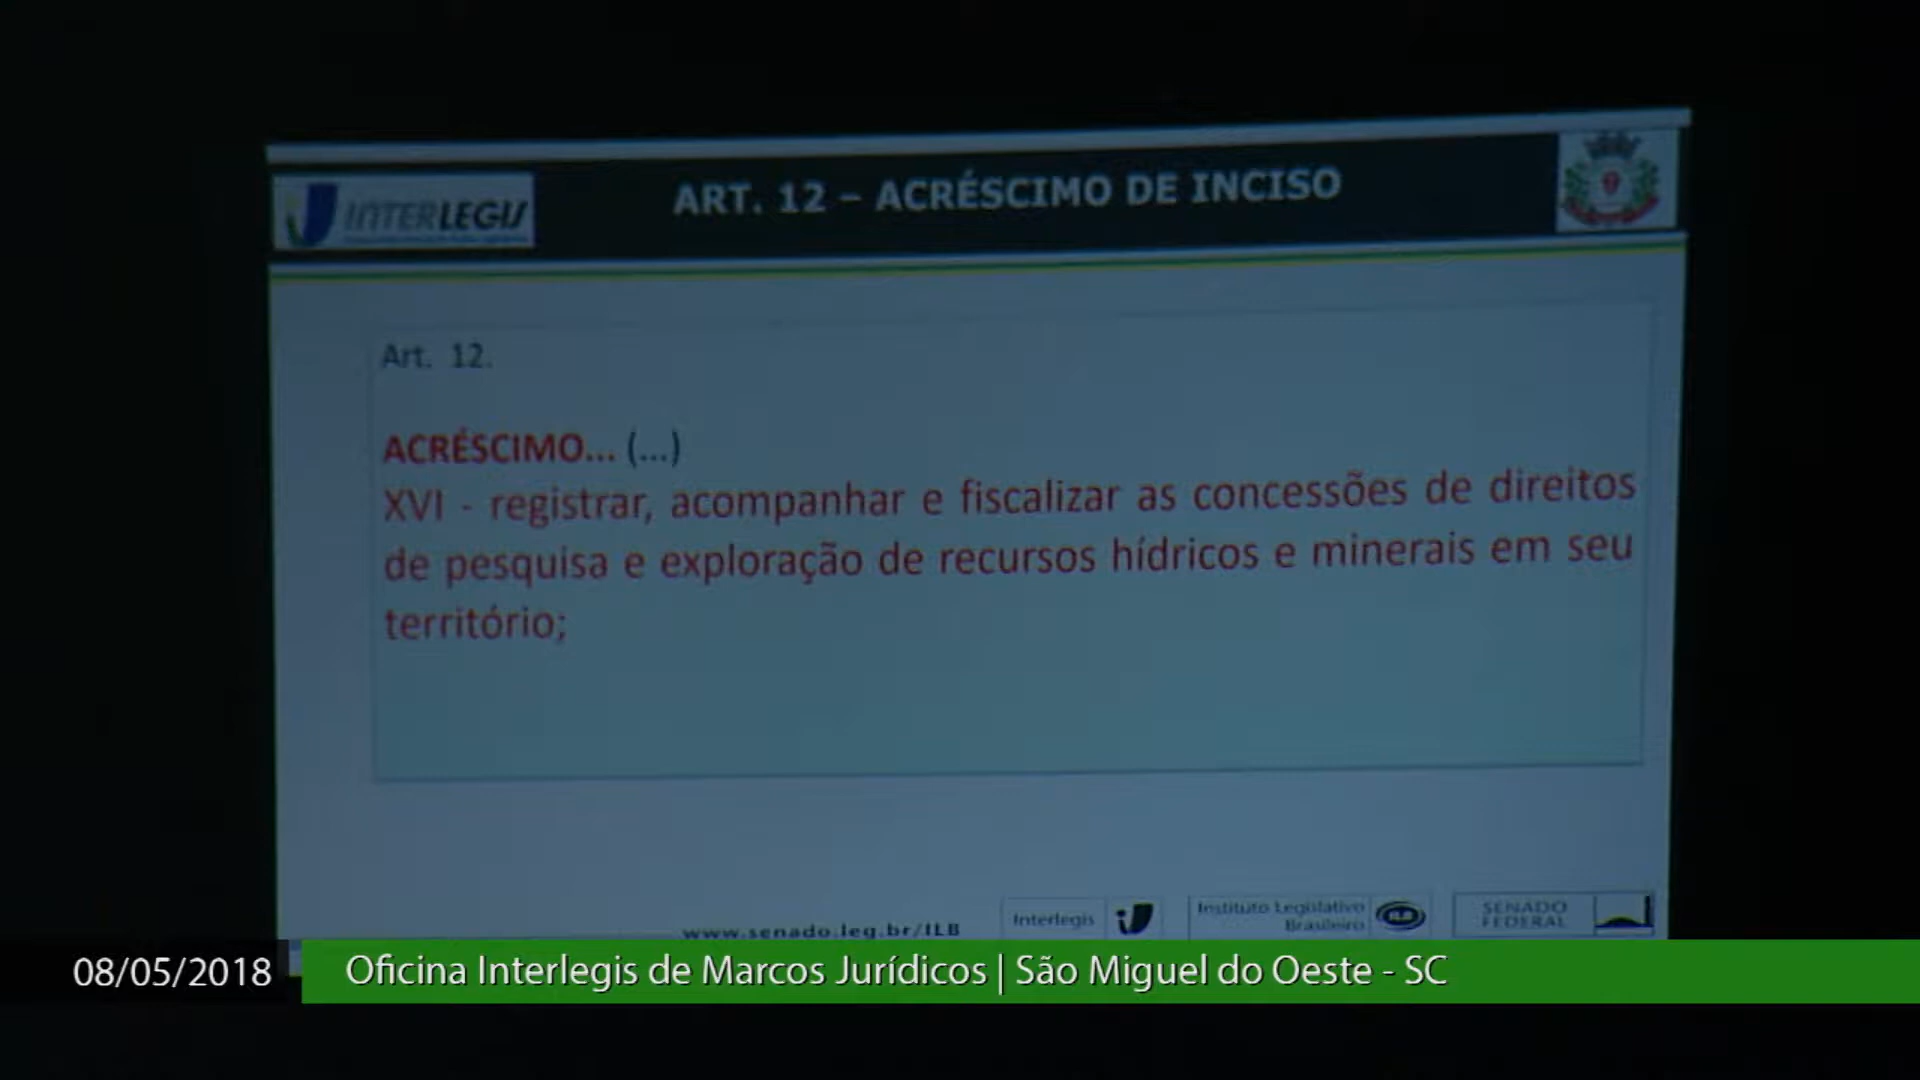 INTERLEGIS
ART. 12 – ACRÉSCIMO DE INCISO
Art. 12.
ACRÉSCIMO... (...)
XVI - registrar, acompanhar e fiscalizar as concessões de direitos
de pesquisa e exploração de recursos hídricos e minerais em seu
território;
www.senado.leg.br/ILB
Interlegis
Instituto Legislativo
Brasileiro
SENADO
FEDERAL
08/05/2018
Oficina Interlegis de Marcos Jurídicos | São Miguel do Oeste - SC